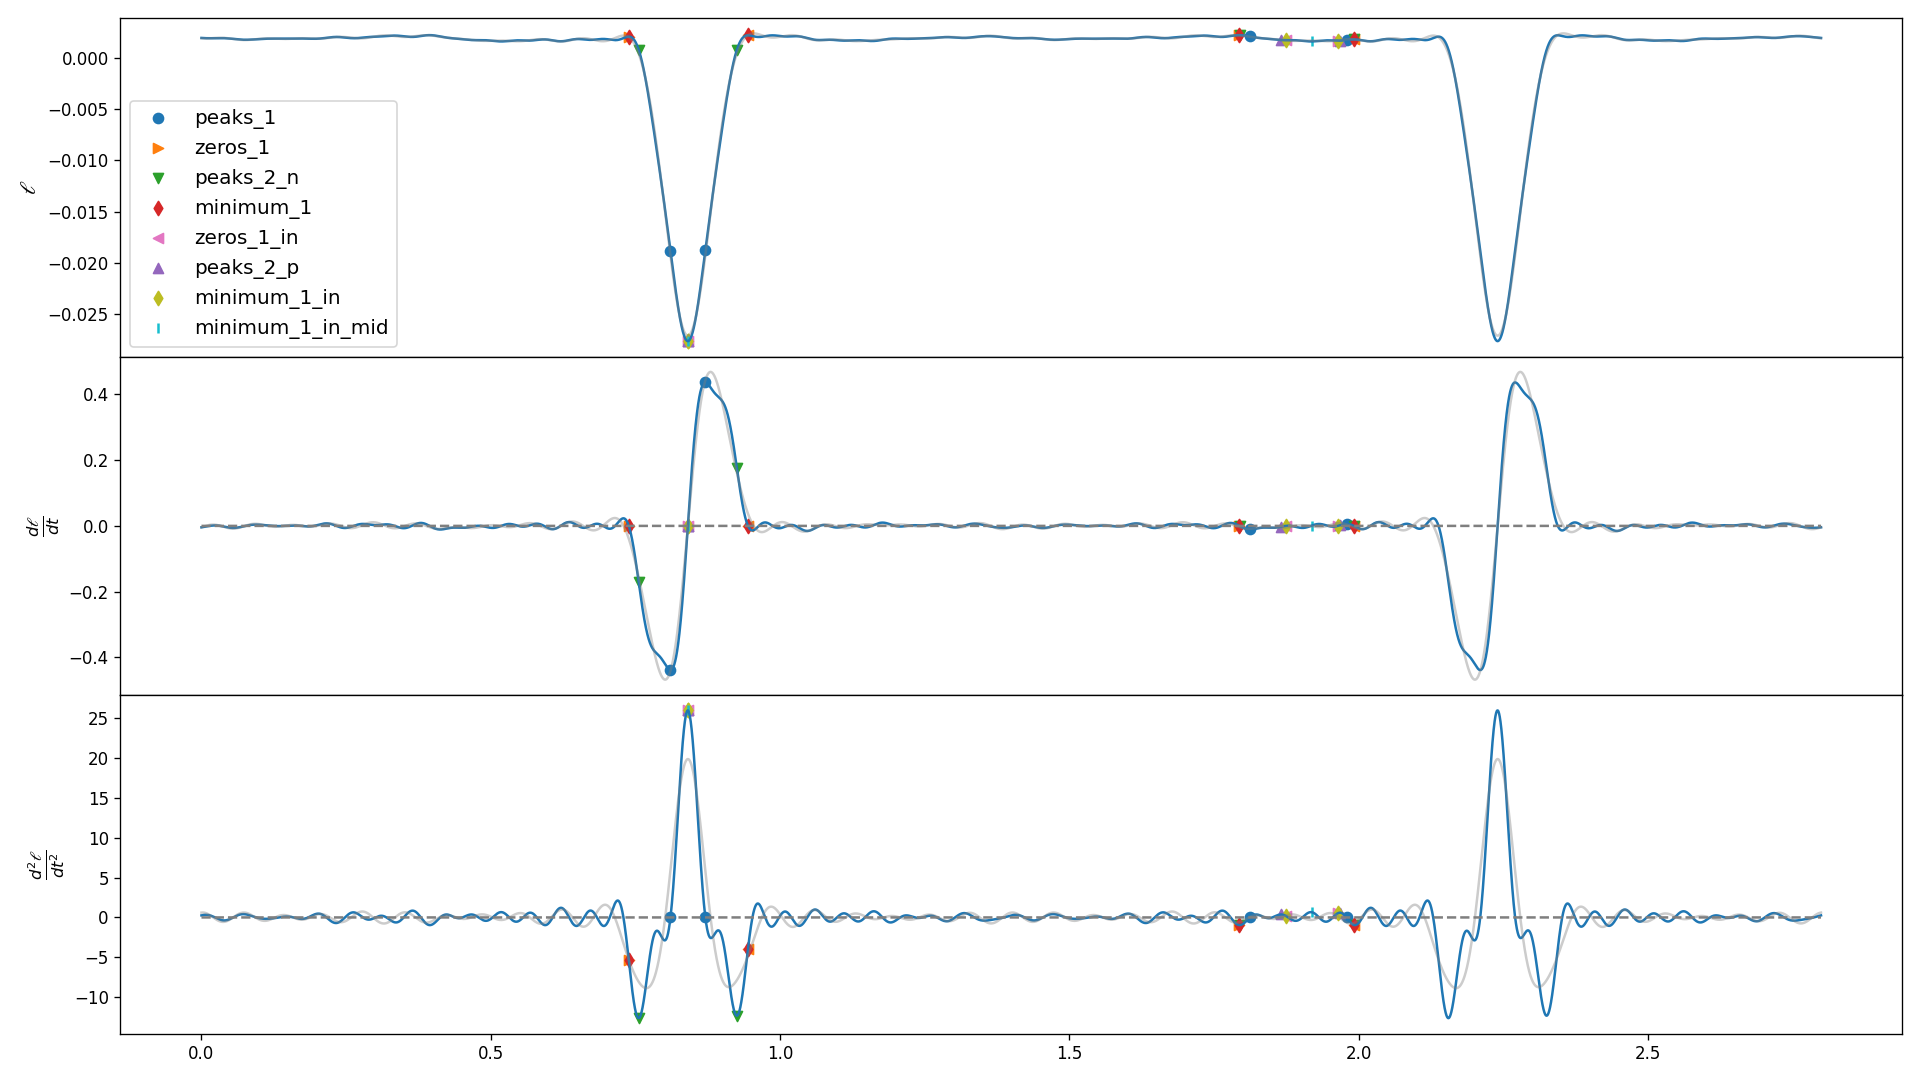 0.000
−0.005
−0.010
−0.015
−0.020
−0.025
ℓ
peaks_1
zeros_1
peaks_2_n
minimum_1
zeros_1_in
peaks_2_p
minimum_1_in
minimum_1_in_mid
0.4
0.2
0.0
−0.2
−0.4
dℓ
dt
25
20
15
10
5
0
−5
−10
d²ℓ
dt²
0.0 0.5 1.0 1.5 2.0 2.5